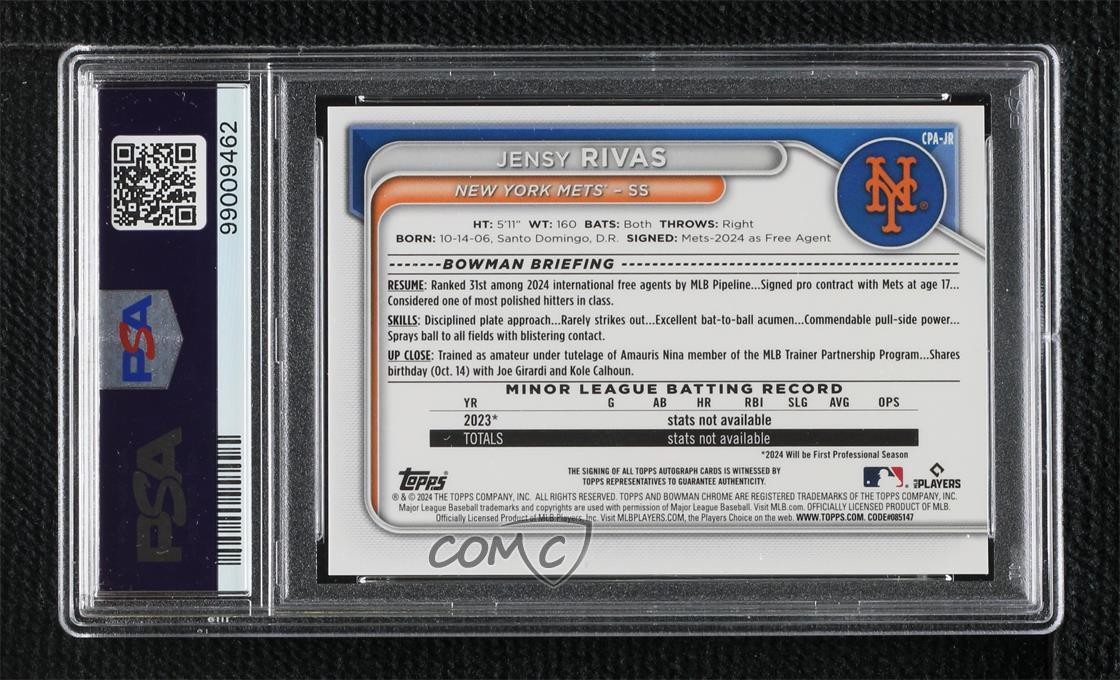 99009462
PSA
PSA
CPA-JR
JENSY RIVAS
NEW YORK METS® – SS
NY
HT: 5'11" WT: 160 BATS: Both THROWS: Right
BORN: 10-14-06, Santo Domingo, D.R. SIGNED: Mets-2024 as Free Agent
BOWMAN BRIEFING
RESUME: Ranked 31st among 2024 international free agents by MLB Pipeline...Signed pro contract with Mets at age 17...
Considered one of most polished hitters in class.
SKILLS: Disciplined plate approach...Rarely strikes out...Excellent bat-to-ball acumen...Commendable pull-side power...
Sprays ball to all fields with blistering contact.
UP CLOSE: Trained as amateur under tutelage of Amauris Nina member of the MLB Trainer Partnership Program...Shares
birthday (Oct. 14) with Joe Girardi and Kole Calhoun.
MINOR LEAGUE BATTING RECORD
YR G AB HR RBI SLG AVG OPS
2023* stats not available
TOTALS stats not available
*2024 Will be First Professional Season
Topps®
THE SIGNING OF ALL TOPPS AUTOGRAPH CARDS IS WITNESSED BY
TOPPS REPRESENTATIVES TO GUARANTEE AUTHENTICITY.
MLB PLAYERS
® & © 2024 THE TOPPS COMPANY, INC. ALL RIGHTS RESERVED. TOPPS AND BOWMAN CHROME ARE REGISTERED TRADEMARKS OF THE TOPPS COMPANY, INC.
Major League Baseball trademarks and copyrights are used with permission of Major League Baseball. Visit MLB.com. OFFICIALLY LICENSED PRODUCT OF MLB.
Officially Licensed Product of MLB Players, Inc. Visit MLBPLAYERS.COM, the Players Choice on the web. WWW.TOPPS.COM. CODE#085147
COMC